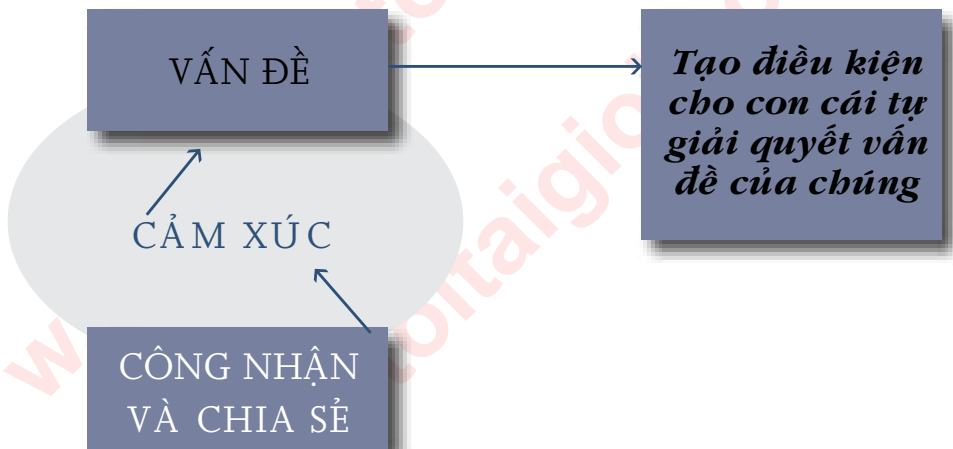 VẤN ĐỀ
Tạo điều kiện
cho con cái tự
giải quyết vấn
đề của chúng
CẢM XÚC
CÔNG NHẬN
VÀ CHIA SẺ